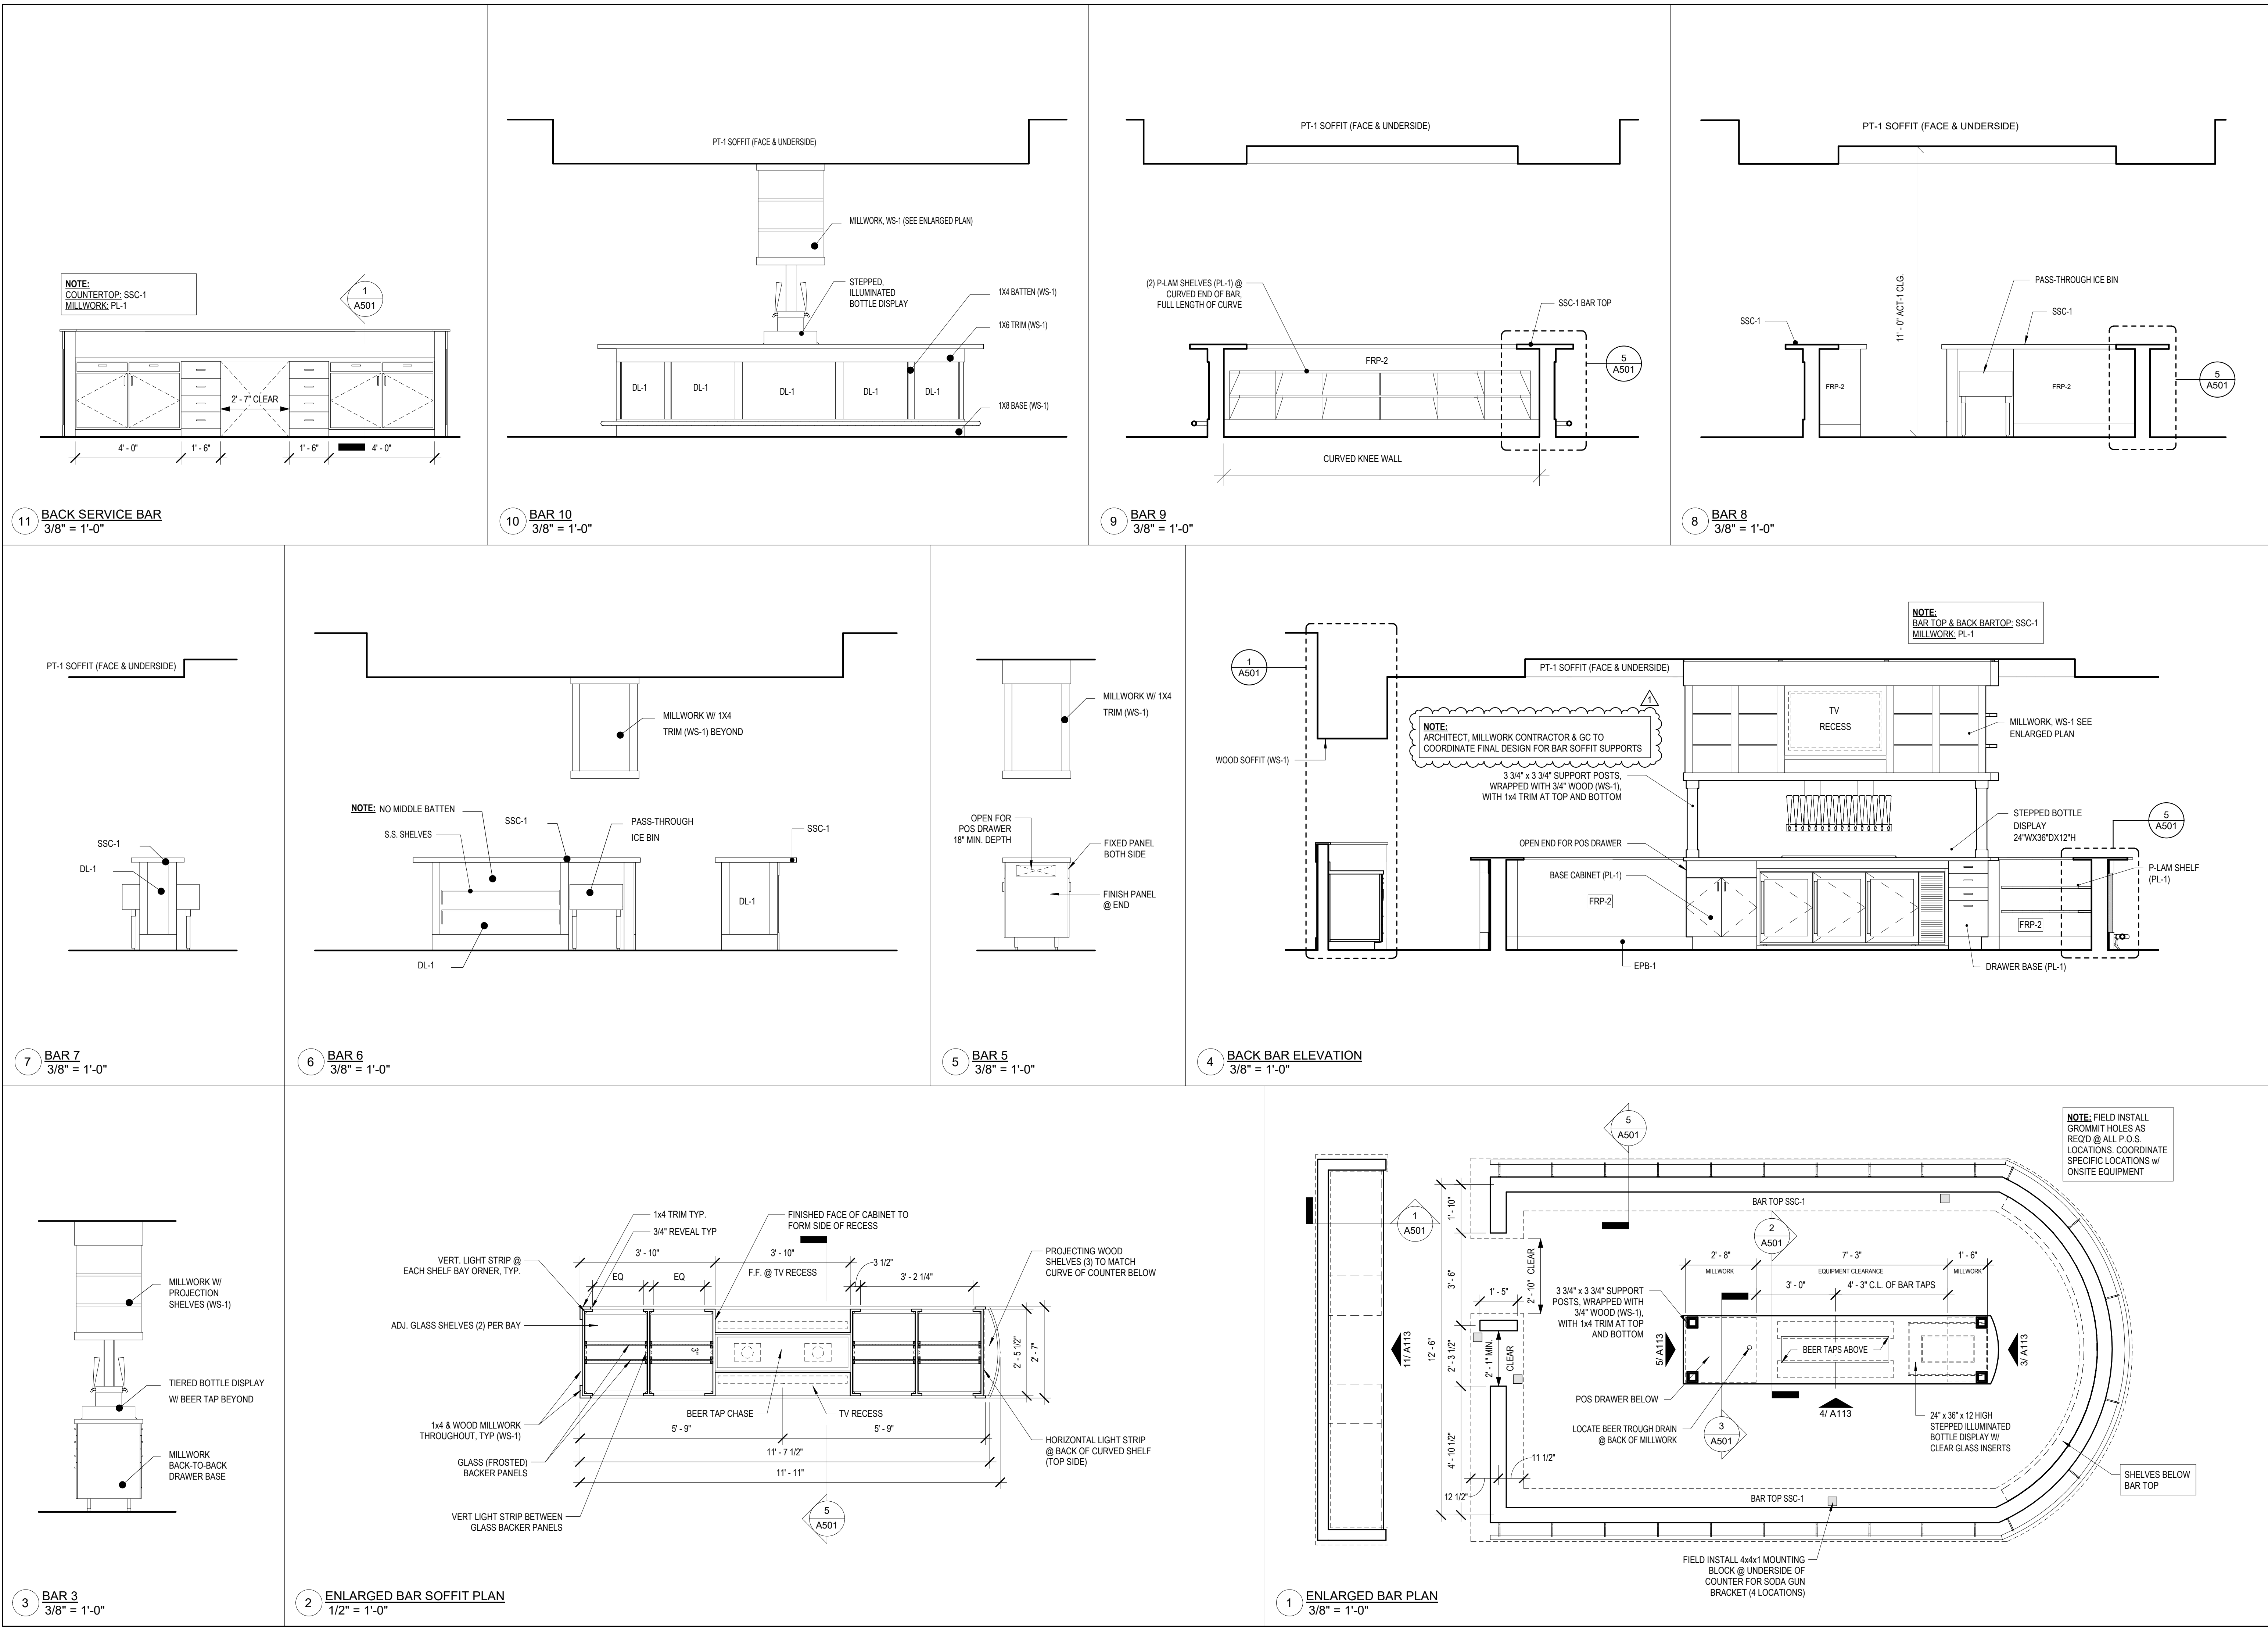 NOTE:
COUNTERTOP: SSC-1
MILLWORK: PL-1
1
A501
2' - 7" CLEAR
4' - 0"
1' - 6"
1' - 6"
4' - 0"
11
BACK SERVICE BAR
3/8" = 1'-0"
PT-1 SOFFIT (FACE & UNDERSIDE)
MILLWORK, WS-1 (SEE ENLARGED PLAN)
STEPPED,
ILLUMINATED
BOTTLE DISPLAY
1X4 BATTEN (WS-1)
1X6 TRIM (WS-1)
DL-1
DL-1
DL-1
DL-1
DL-1
1X8 BASE (WS-1)
10
BAR 10
3/8" = 1'-0"
PT-1 SOFFIT (FACE & UNDERSIDE)
(2) P-LAM SHELVES (PL-1) @
CURVED END OF BAR,
FULL LENGTH OF CURVE
SSC-1 BAR TOP
FRP-2
5
A501
CURVED KNEE WALL
9
BAR 9
3/8" = 1'-0"
PT-1 SOFFIT (FACE & UNDERSIDE)
11' - 0" ACT-1 CLG.
PASS-THROUGH ICE BIN
SSC-1
SSC-1
FRP-2
FRP-2
5
A501
8
BAR 8
3/8" = 1'-0"
PT-1 SOFFIT (FACE & UNDERSIDE)
SSC-1
DL-1
7
BAR 7
3/8" = 1'-0"
MILLWORK W/ 1X4
TRIM (WS-1) BEYOND
NOTE: NO MIDDLE BATTEN
S.S. SHELVES
SSC-1
PASS-THROUGH
ICE BIN
SSC-1
DL-1
DL-1
6
BAR 6
3/8" = 1'-0"
MILLWORK W/ 1X4
TRIM (WS-1)
OPEN FOR
POS DRAWER
18" MIN. DEPTH
FIXED PANEL
BOTH SIDE
FINISH PANEL
@ END
5
BAR 5
3/8" = 1'-0"
NOTE:
BAR TOP & BACK BARTOP: SSC-1
MILLWORK: PL-1
1
A501
PT-1 SOFFIT (FACE & UNDERSIDE)
1
NOTE:
ARCHITECT, MILLWORK CONTRACTOR & GC TO
COORDINATE FINAL DESIGN FOR BAR SOFFIT SUPPORTS
TV
RECESS
MILLWORK, WS-1 SEE
ENLARGED PLAN
WOOD SOFFIT (WS-1)
3 3/4" x 3 3/4" SUPPORT POSTS,
WRAPPED WITH 3/4" WOOD (WS-1),
WITH 1x4 TRIM AT TOP AND BOTTOM
STEPPED BOTTLE
DISPLAY
24"WX36"DX12"H
5
A501
OPEN END FOR POS DRAWER
BASE CABINET (PL-1)
P-LAM SHELF
(PL-1)
FRP-2
FRP-2
EPB-1
DRAWER BASE (PL-1)
4
BACK BAR ELEVATION
3/8" = 1'-0"
MILLWORK W/
PROJECTION
SHELVES (WS-1)
TIERED BOTTLE DISPLAY
W/ BEER TAP BEYOND
MILLWORK
BACK-TO-BACK
DRAWER BASE
3
BAR 3
3/8" = 1'-0"
1x4 TRIM TYP.
3/4" REVEAL TYP
FINISHED FACE OF CABINET TO
FORM SIDE OF RECESS
VERT. LIGHT STRIP @
EACH SHELF BAY ORNER, TYP.
3' - 10"
3' - 10"
F.F. @ TV RECESS
3 1/2"
EQ
EQ
3' - 2 1/4"
PROJECTING WOOD
SHELVES (3) TO MATCH
CURVE OF COUNTER BELOW
ADJ. GLASS SHELVES (2) PER BAY
3"
2' - 5 1/2"
2' - 7"
1x4 & WOOD MILLWORK
THROUGHOUT, TYP (WS-1)
BEER TAP CHASE
TV RECESS
5' - 9"
5' - 9"
11' - 7 1/2"
11' - 11"
GLASS (FROSTED)
BACKER PANELS
HORIZONTAL LIGHT STRIP
@ BACK OF CURVED SHELF
(TOP SIDE)
VERT LIGHT STRIP BETWEEN
GLASS BACKER PANELS
5
A501
2
ENLARGED BAR SOFFIT PLAN
1/2" = 1'-0"
5
A501
NOTE: FIELD INSTALL
GROMMIT HOLES AS
REQ'D @ ALL P.O.S.
LOCATIONS. COORDINATE
SPECIFIC LOCATIONS w/
ONSITE EQUIPMENT
1
A501
BAR TOP SSC-1
2
A501
1' - 10"
3' - 6"
2' - 10" CLEAR
12' - 6"
2' - 3 1/2"
2' - 1" MIN.
CLEAR
4' - 10 1/2"
1' - 5"
11 1/2"
12 1/2"
2' - 8"
MILLWORK
7' - 3"
EQUIPMENT CLEARANCE
1' - 6"
MILLWORK
3' - 0"
4' - 3" C.L. OF BAR TAPS
3 3/4" x 3 3/4" SUPPORT
POSTS, WRAPPED WITH
3/4" WOOD (WS-1),
WITH 1x4 TRIM AT TOP
AND BOTTOM
11/ A113
5/ A113
BEER TAPS ABOVE
3/ A113
4/ A113
POS DRAWER BELOW
LOCATE BEER TROUGH DRAIN
@ BACK OF MILLWORK
3
A501
24" x 36" x 12 HIGH
STEPPED ILLUMINATED
BOTTLE DISPLAY W/
CLEAR GLASS INSERTS
SHELVES BELOW
BAR TOP
BAR TOP SSC-1
FIELD INSTALL 4x4x1 MOUNTING
BLOCK @ UNDERSIDE OF
COUNTER FOR SODA GUN
BRACKET (4 LOCATIONS)
1
ENLARGED BAR PLAN
3/8" = 1'-0"